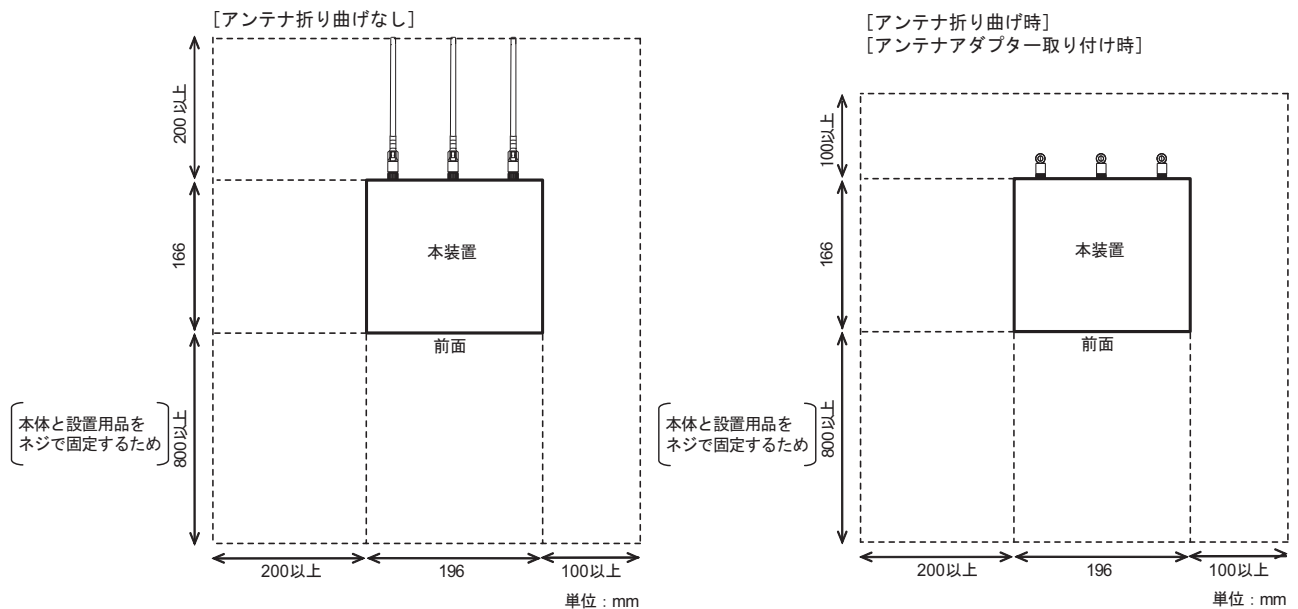 [アンテナ折り曲げなし]
200以上
166
本装置
前面
800以上
本体と設置用品を
ネジで固定するため
200以上
196
100以上
単位：mm
[アンテナ折り曲げ時]
[アンテナアダプター取り付け時]
100以上
166
本装置
前面
800以上
本体と設置用品を
ネジで固定するため
200以上
196
100以上
単位：mm